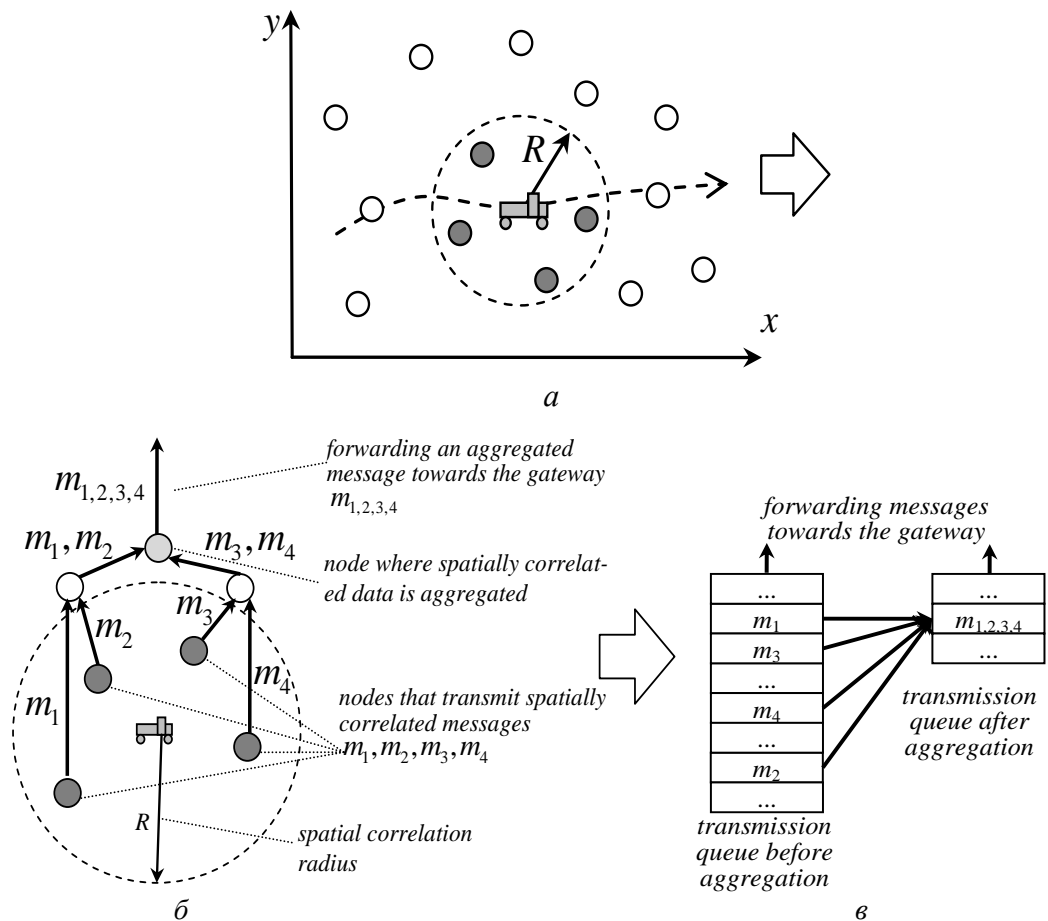 y
R
x
а
forwarding an aggregated
message towards the gateway
m1,2,3,4
m1,2,3,4
m1, m2
m3, m4
node where spatially correlat-
ed data is aggregated
m3
m2
m4
m1
nodes that transmit spatially
correlated messages
m1, m2, m3, m4
R
spatial correlation
radius
б
forwarding messages
towards the gateway
...
m1
m3
...
m4
...
m2
...
transmission
queue before
aggregation
...
m1,2,3,4
...
transmission
queue after
aggregation
в